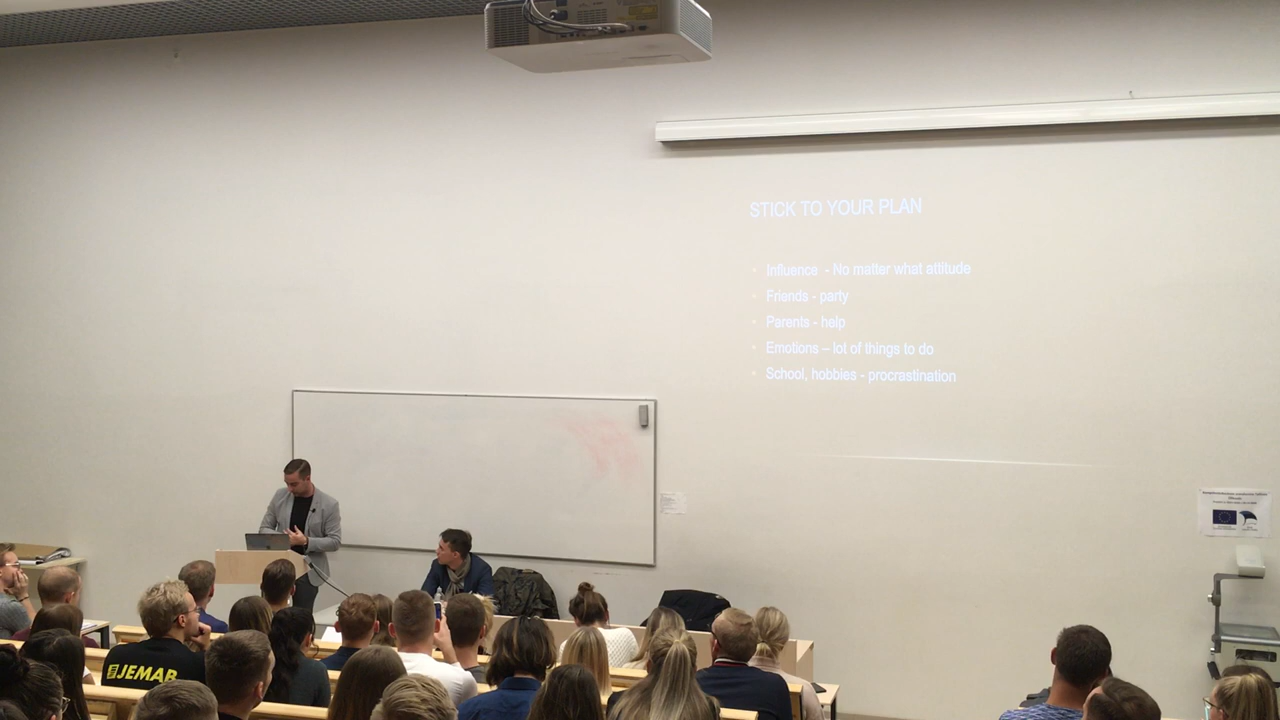 STICK TO YOUR PLAN
• Influence - No matter what attitude
• Friends - party
• Parents - help
• Emotions – lot of things to do
• School, hobbies - procrastination
JEMAB